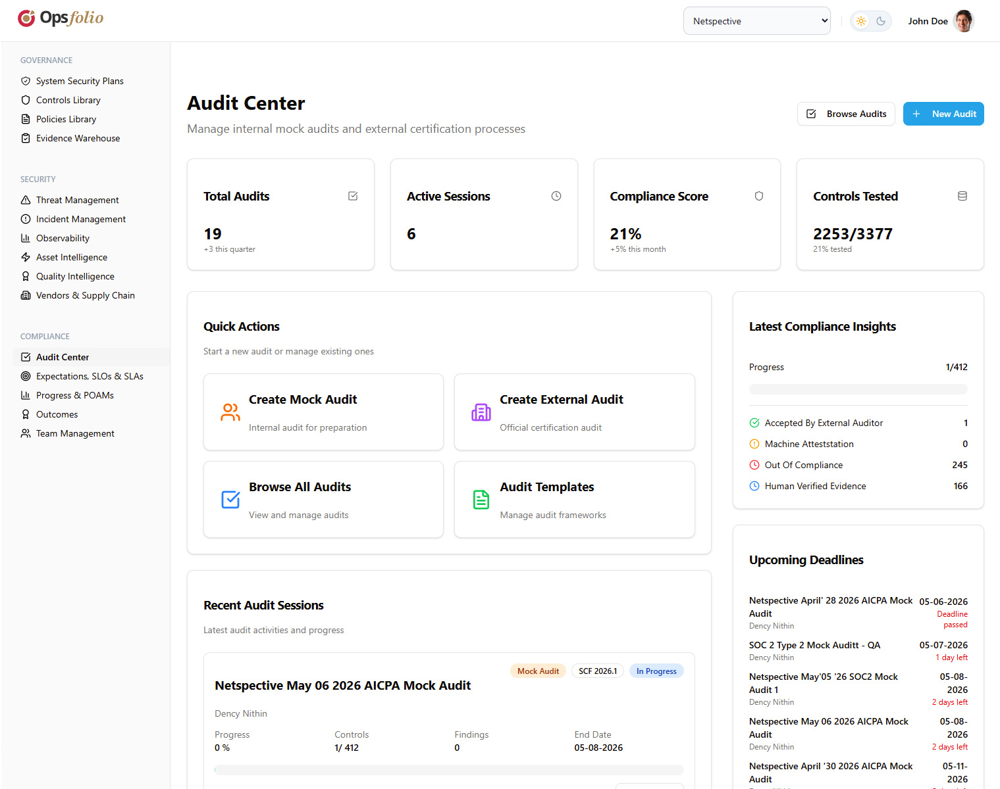 Opsfolio
Netspective
John Doe
GOVERNANCE
System Security Plans
Controls Library
Policies Library
Evidence Warehouse
SECURITY
Threat Management
Incident Management
Observability
Asset Intelligence
Quality Intelligence
Vendors & Supply Chain
COMPLIANCE
Audit Center
Expectations, SLOs & SLAs
Progress & POAMs
Outcomes
Team Management
Audit Center
Manage internal mock audits and external certification processes
Browse Audits
New Audit
Total Audits
19
+3 this quarter
Active Sessions
6
Compliance Score
21%
+5% this month
Controls Tested
2253/3377
21% tested
Quick Actions
Start a new audit or manage existing ones
Create Mock Audit
Internal audit for preparation
Create External Audit
Official certification audit
Browse All Audits
View and manage audits
Audit Templates
Manage audit frameworks
Recent Audit Sessions
Latest audit activities and progress
Mock Audit
SCF 2026.1
In Progress
Netspective May 06 2026 AICPA Mock Audit
Dency Nithin
Progress
0 %
Controls
1/ 412
Findings
0
End Date
05-08-2026
Latest Compliance Insights
Progress 1/412
Accepted By External Auditor 1
Machine Atteststation 0
Out Of Compliance 245
Human Verified Evidence 166
Upcoming Deadlines
Netspective April' 28 2026 AICPA Mock
Audit
Dency Nithin
05-06-2026
Deadline
passed
SOC 2 Type 2 Mock Auditt - QA
Dency Nithin
05-07-2026
1 day left
Netspective May'05 '26 SOC2 Mock
Audit 1
Dency Nithin
05-08-
2026
2 days left
Netspective May 06 2026 AICPA Mock
Audit
Dency Nithin
05-08-
2026
2 days left
Netspective April '30 2026 AICPA Mock
Audit
05-11-
2026